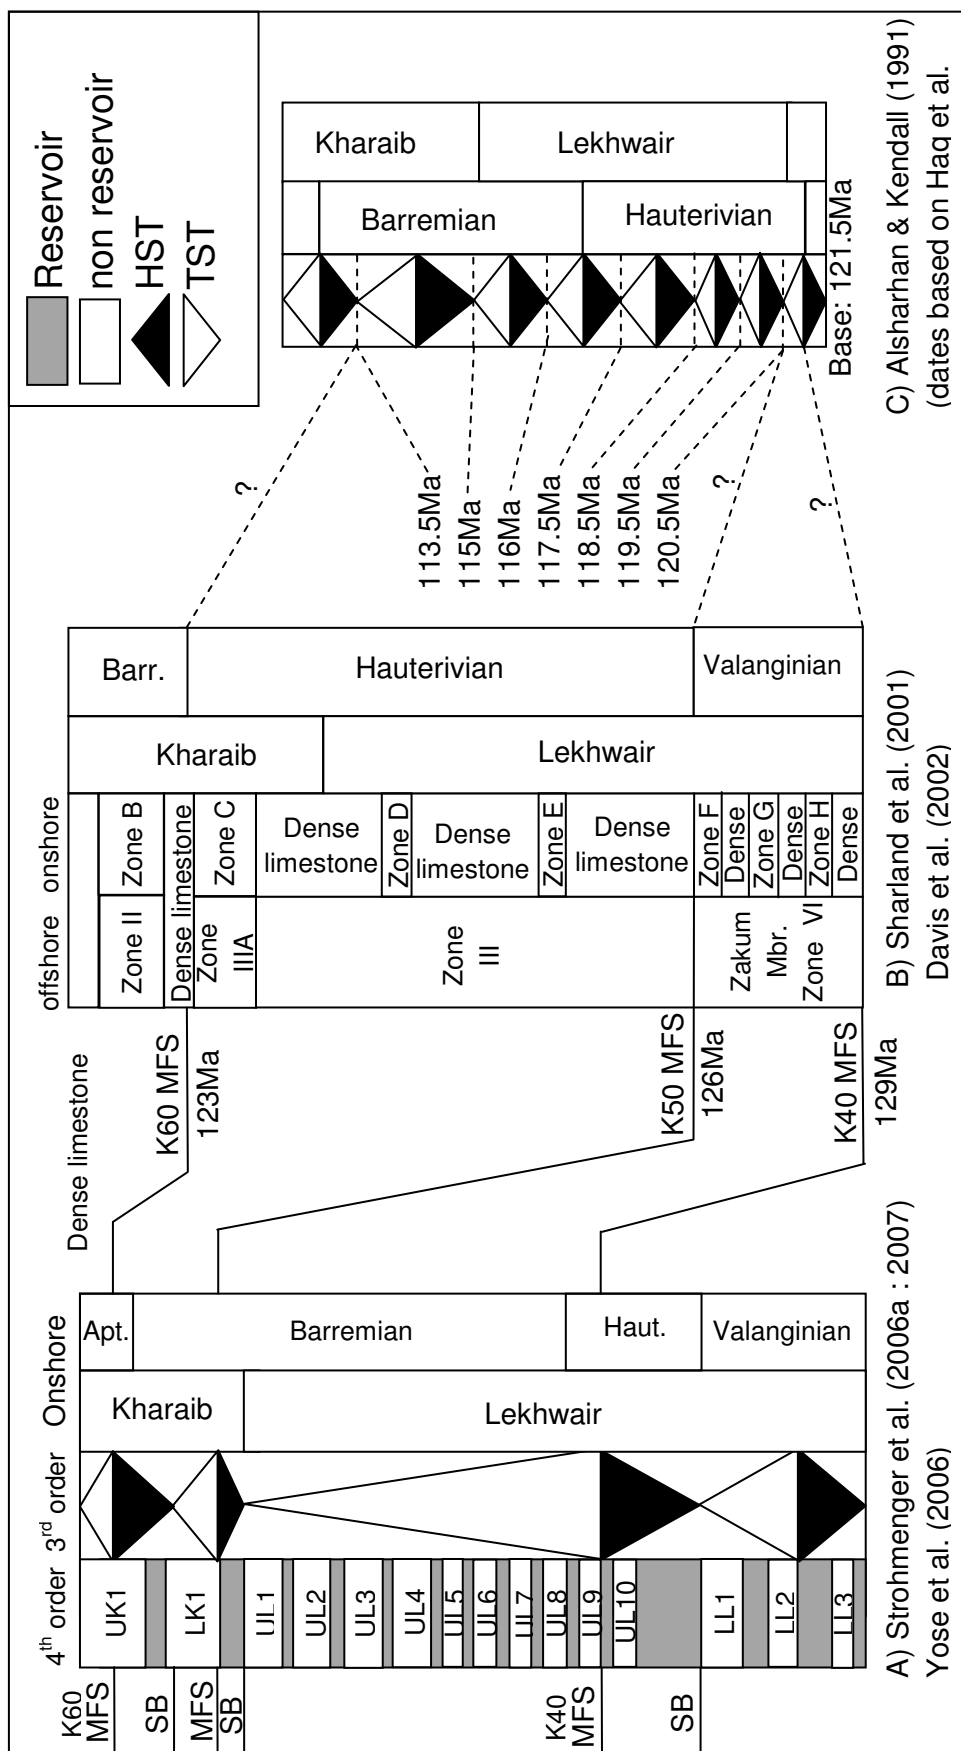 Reservoir
non reservoir
HST
TST
4th order
3rd order
Onshore
K60
MFS
SB
MFS
SB
K40
MFS
SB
UK1
LK1
UL1
UL2
UL3
UL4
UL5
UL6
UL7
UL8
UL9
UL10
LL1
LL2
LL3
Kharaib
Lekhwair
Apt.
Barremian
Haut.
Valanginian
A) Strohmenger et al. (2006a : 2007)
Yose et al. (2006)
Dense limestone
K60 MFS
123Ma
K50 MFS
126Ma
K40 MFS
129Ma
offshore
onshore
Zone II
Dense limestone
Zone
IIIA
Zone
III
Zakum
Mbr.
Zone VI
Zone B
Zone C
Dense
limestone
Zone D
Dense
limestone
Zone E
Dense
limestone
Zone F
Dense
Zone G
Dense
Zone H
Dense
Kharaib
Lekhwair
Barr.
Hauterivian
Valanginian
B) Sharland et al. (2001)
Davis et al. (2002)
?
?
?
113.5Ma
115Ma
116Ma
117.5Ma
118.5Ma
119.5Ma
120.5Ma
Barremian
Hauterivian
Kharaib
Lekhwair
Base: 121.5Ma
C) Alsharhan & Kendall (1991)
(dates based on Haq et al.